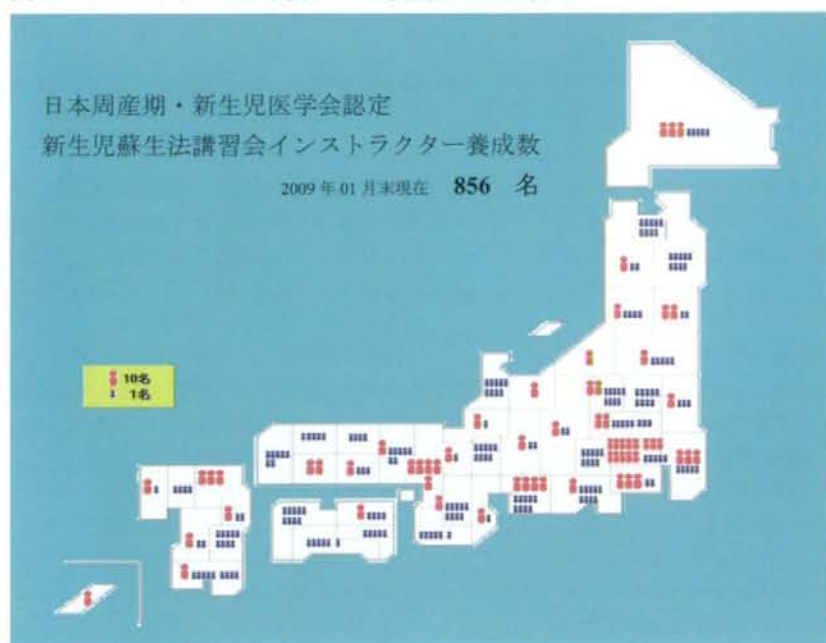 日本周産期・新生児医学会認定
新生児蘇生法講習会インストラクター養成数
2009 年 01 月末現在 856 名
10名
1名